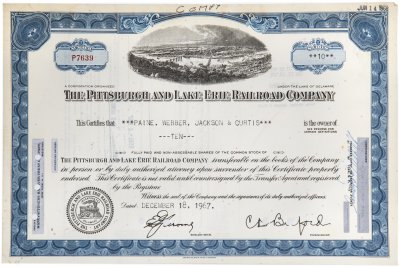 COMPT
P7639
**10**
A CORPORATION ORGANIZED UNDER THE LAWS OF DELAWARE
THE PITTSBURGH AND LAKE ERIE RAILROAD COMPANY
This Certifies that ***PAINE, WEBBER, JACKSON & CURTIS*** is the owner of
---TEN---
FULLY PAID AND NON-ASSESSABLE SHARES OF THE COMMON STOCK OF
THE PITTSBURGH AND LAKE ERIE RAILROAD COMPANY transferable on the books of the Company
in person or by duly authorized attorney upon surrender of this Certificate properly
endorsed. This Certificate is not valid until countersigned by the Transfer Agent and registered
by the Registrar.
Witness the seal of the Company and the signatures of its duly authorized officers.
Dated DECEMBER 18, 1967.